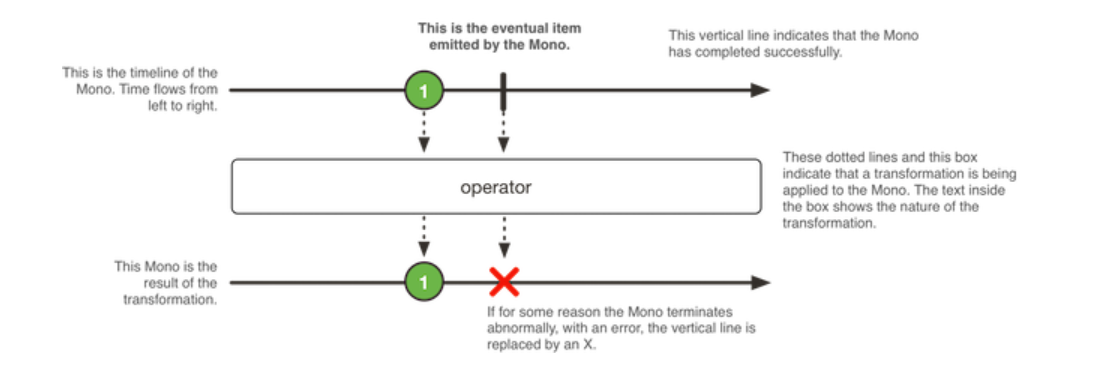 This is the eventual item
emitted by the Mono.
This vertical line indicates that the Mono
has completed successfully.
This is the timeline of the
Mono. Time flows from
left to right.
1
These dotted lines and this box
indicate that a transformation is being
applied to the Mono. The text inside
the box shows the nature of the
transformation.
operator
This Mono is the
result of the
transformation.
1
If for some reason the Mono terminates
abnormally, with an error, the vertical line is
replaced by an X.